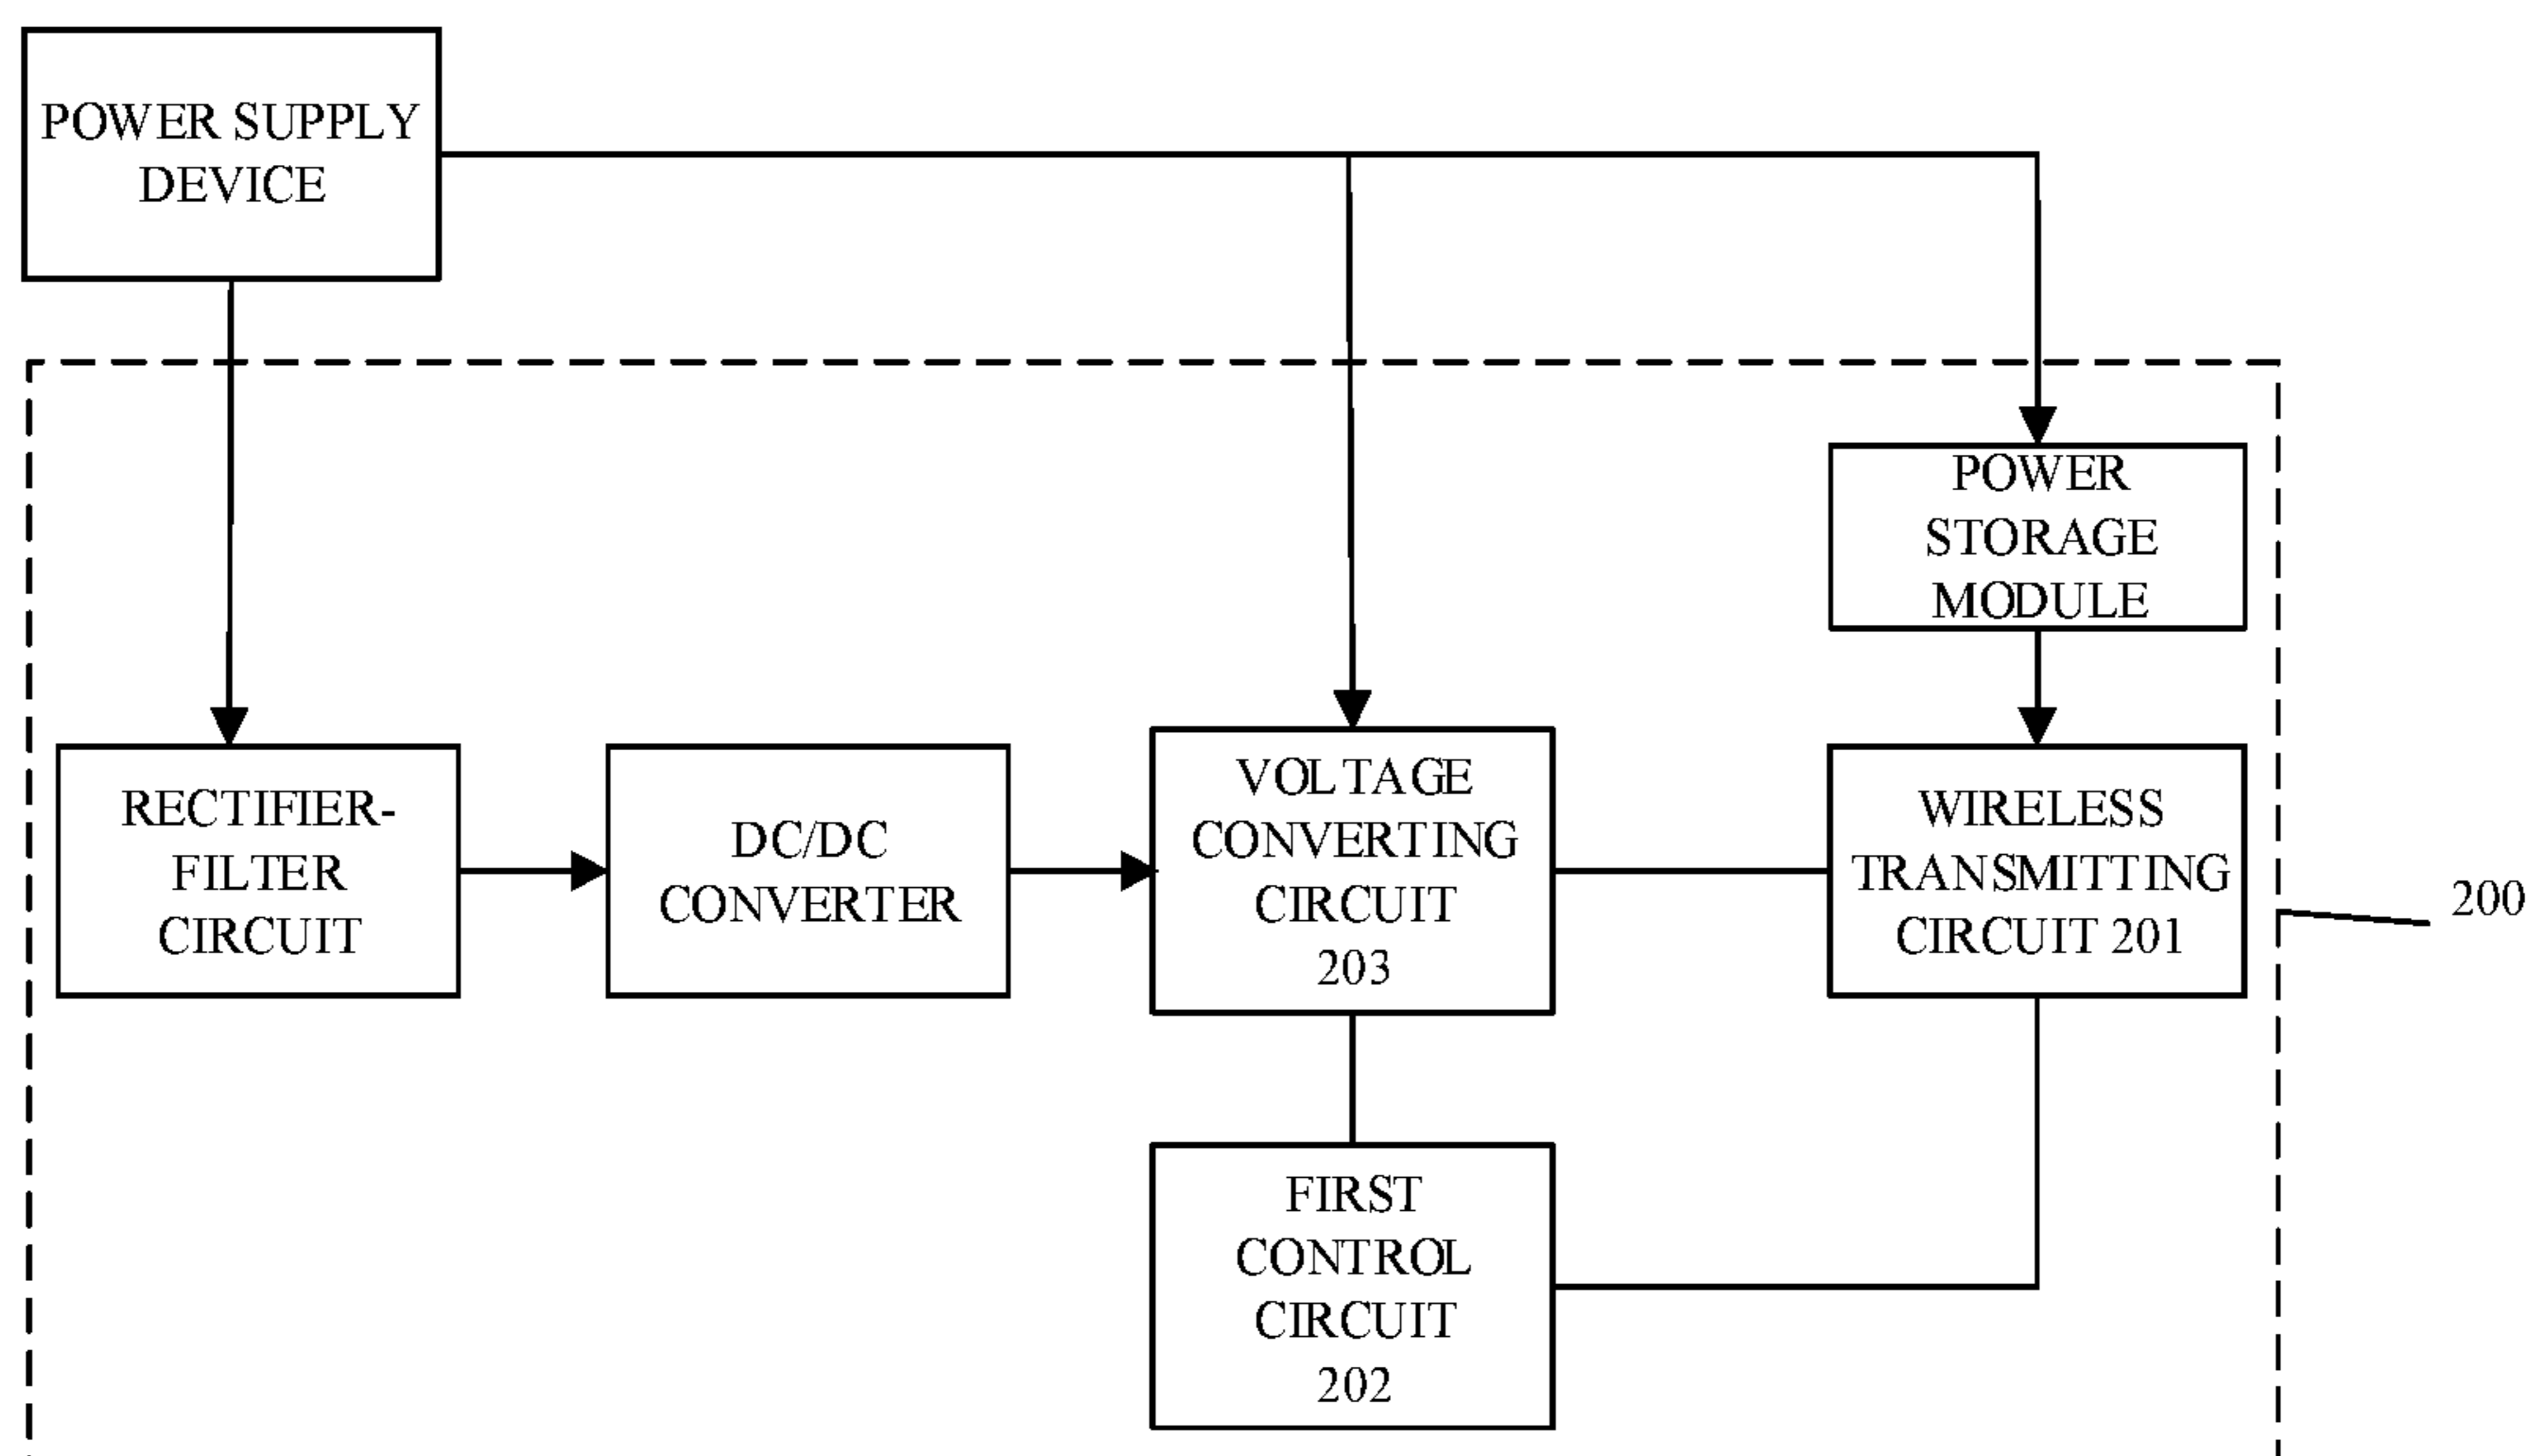 POWER SUPPLY
DEVICE
POWER
STORAGE
MODULE
RECTIFIER-
FILTER
CIRCUIT
DC/DC
CONVERTER
VOLTAGE
CONVERTING
CIRCUIT
203
WIRELESS
TRANSMITTING
CIRCUIT 201
200
FIRST
CONTROL
CIRCUIT
202